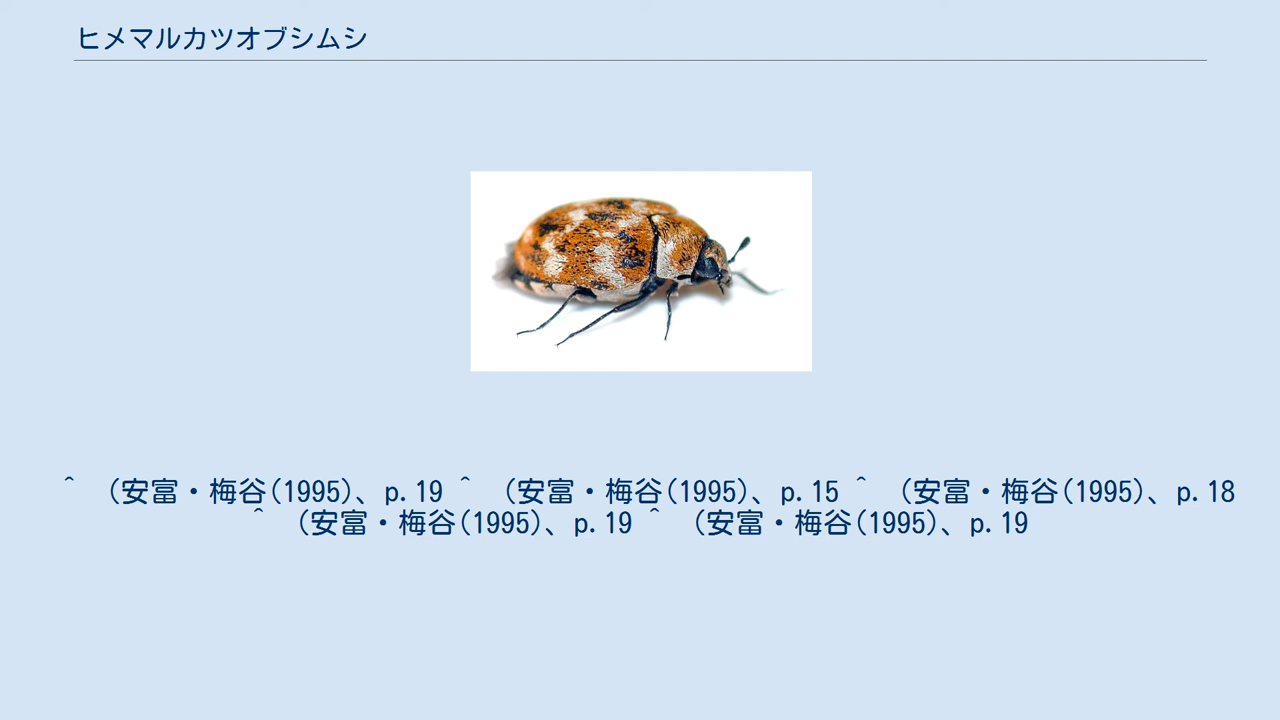 ヒメマルカツオブシムシ
^ (安富・梅谷(1995)、p.19 ^ (安富・梅谷(1995)、p.15 ^ (安富・梅谷(1995)、p.18
^ (安富・梅谷(1995)、p.19 ^ (安富・梅谷(1995)、p.19